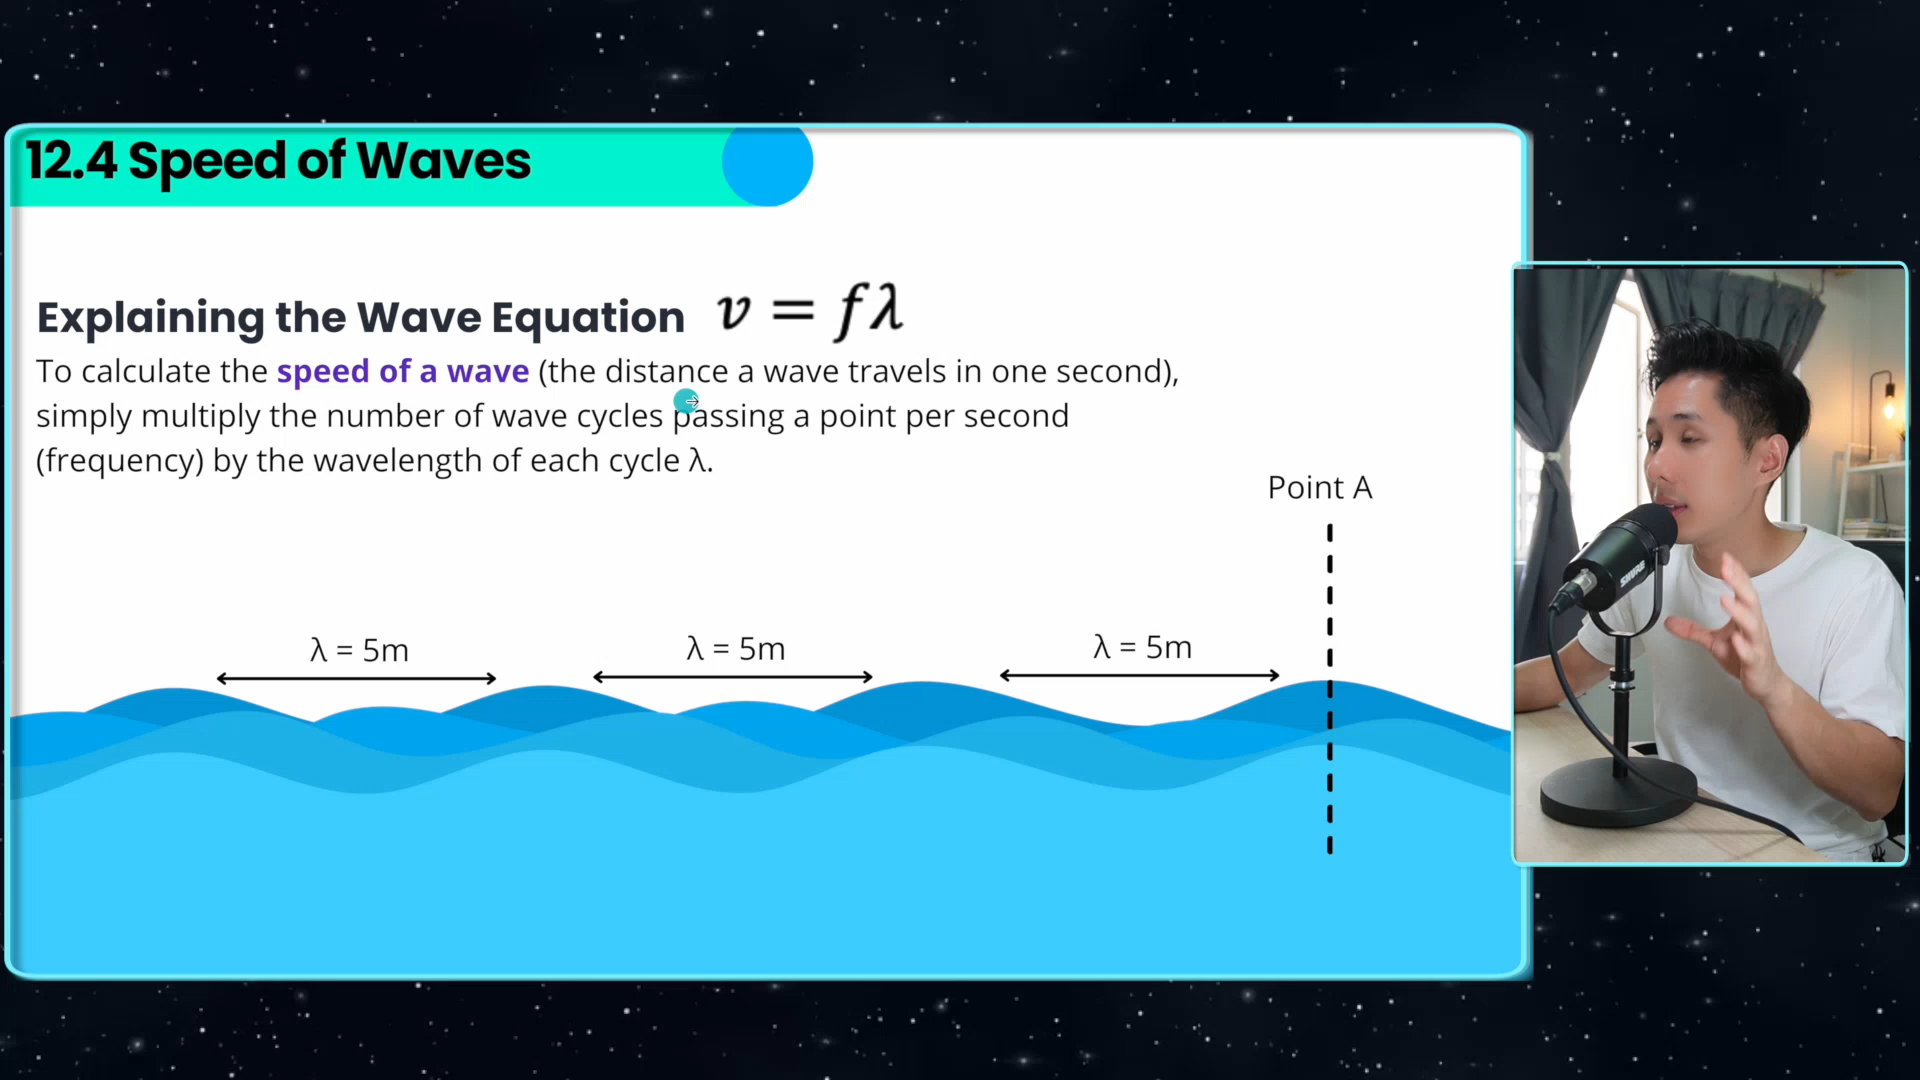 12.4 Speed of Waves
Explaining the Wave Equation v = fλ
To calculate the speed of a wave (the distance a wave travels in one second),
simply multiply the number of wave cycles passing a point per second
(frequency) by the wavelength of each cycle λ.
Point A
λ = 5m
λ = 5m
λ = 5m
SHURE